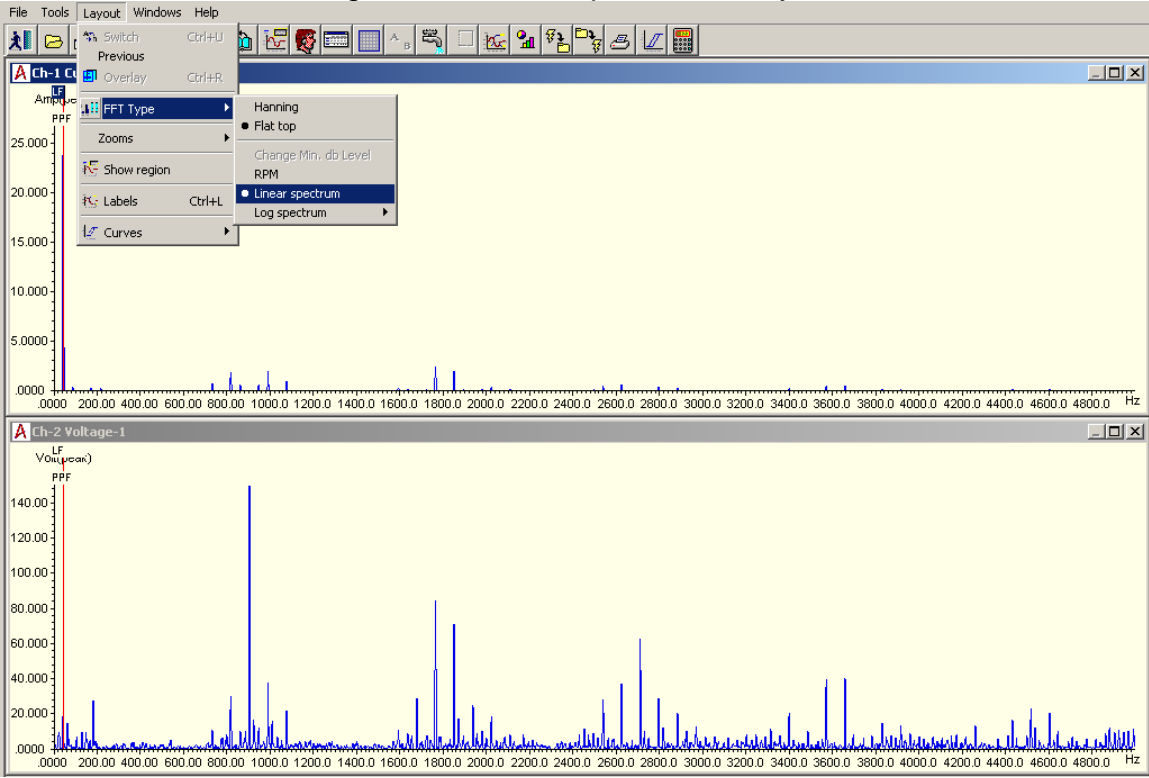 File Tools Layout Windows Help
Switch Ctrl+U
Previous
Overlay Ctrl+R
FFT Type
Zooms
Show region
Labels Ctrl+L
Curves
Hanning
Flat top
Change Min. db Level
RPM
Linear spectrum
Log spectrum
A B
A Ch-1
LF
PPF
25.000
20.000
15.000
10.000
5.0000
.0000
.0000 200.00 400.00 600.00 800.00 1000.0 1200.0 1400.0 1600.0 1800.0 2000.0 2200.0 2400.0 2600.0 2800.0 3000.0 3200.0 3400.0 3600.0 3800.0 4000.0 4200.0 4400.0 4600.0 4800.0 Hz
A Ch-2 Voltage-1
LF
PPF
140.00
120.00
100.00
80.000
60.000
40.000
20.000
.0000
.0000 200.00 400.00 600.00 800.00 1000.0 1200.0 1400.0 1600.0 1800.0 2000.0 2200.0 2400.0 2600.0 2800.0 3000.0 3200.0 3400.0 3600.0 3800.0 4000.0 4200.0 4400.0 4600.0 4800.0 Hz